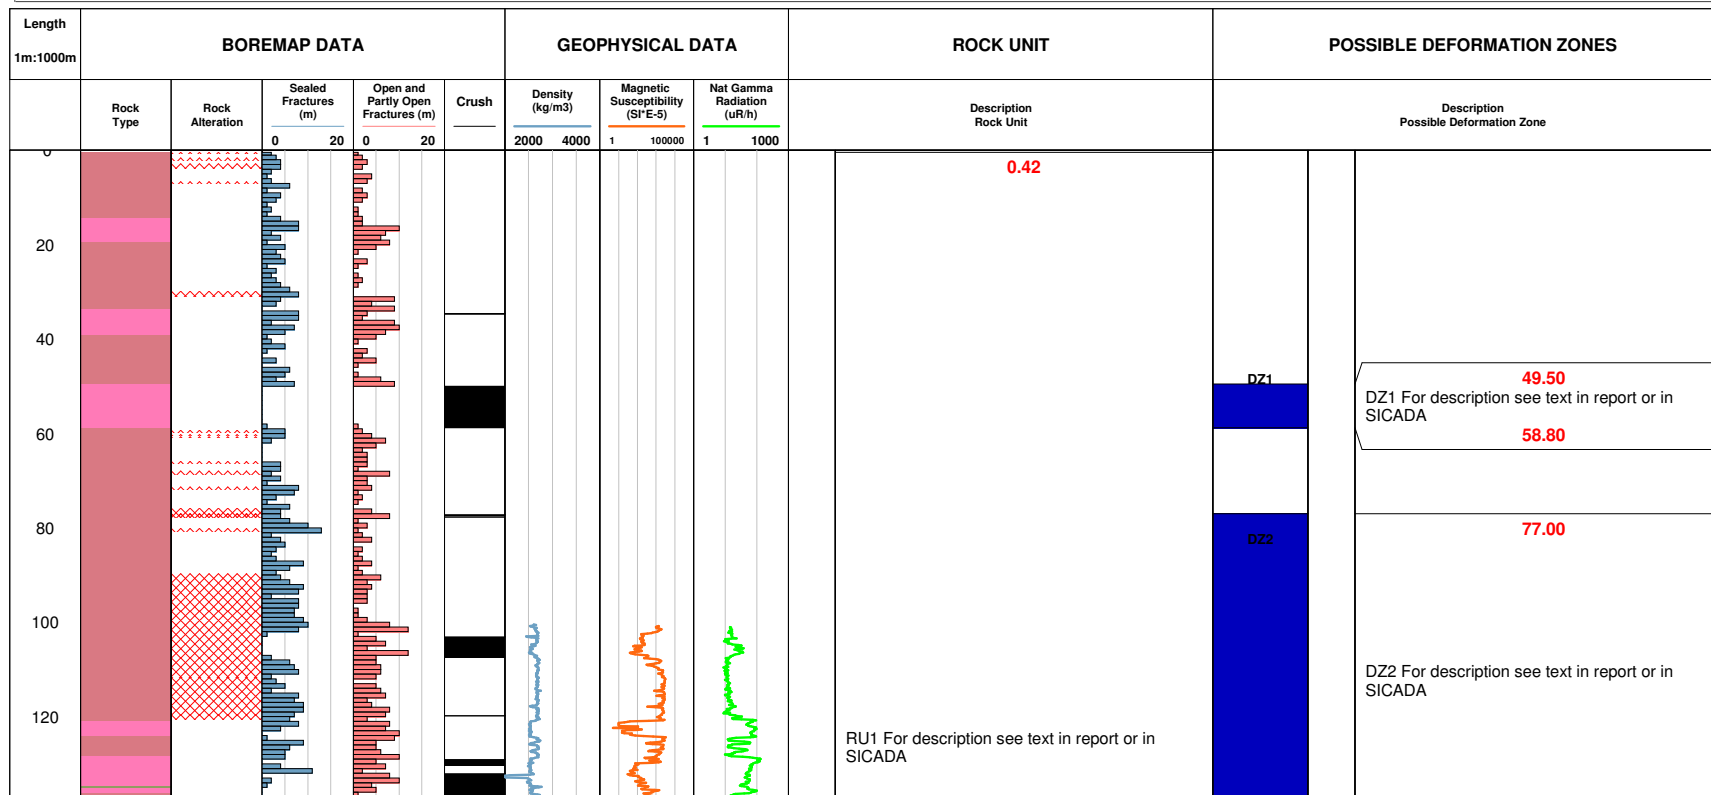 Length
1m:1000m
BOREMAP DATA
GEOPHYSICAL DATA
ROCK UNIT
POSSIBLE DEFORMATION ZONES
Rock
Type
Rock
Alteration
Sealed
Fractures
(m)
0 20
Open and
Partly Open
Fractures (m)
0 20
Crush
Density
(kg/m3)
2000 4000
Magnetic
Susceptibility
(SI*E-5)
1 100000
Nat Gamma
Radiation
(uR/h)
1 1000
Description
Rock Unit
Description
Possible Deformation Zone
0
20
40
60
80
100
120
0.42
RU1 For description see text in report or in
SICADA
DZ1
49.50
DZ1 For description see text in report or in
SICADA
58.80
DZ2
77.00
DZ2 For description see text in report or in
SICADA